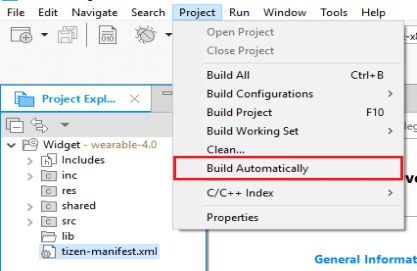 File Edit Navigate Search Project Run Window Tools Help
Open Project
Close Project
Build All Ctrl+B
Build Configurations
Build Project F10
Build Working Set
Clean...
Build Automatically
C/C++ Index
Properties
Project Explo...
Widget - wearable-4.0
Includes
inc
res
shared
src
lib
tizen-manifest.xml
General Informat